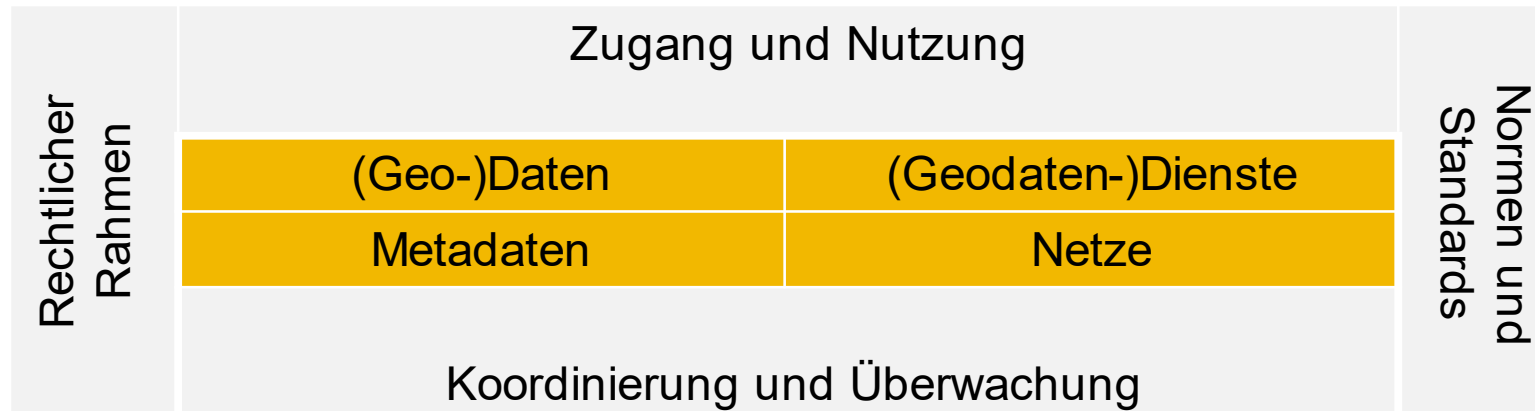 Zugang und Nutzung
Rechtlicher
Rahmen
(Geo-)Daten
(Geodaten-)Dienste
Metadaten
Netze
Normen und
Standards
Koordinierung und Überwachung